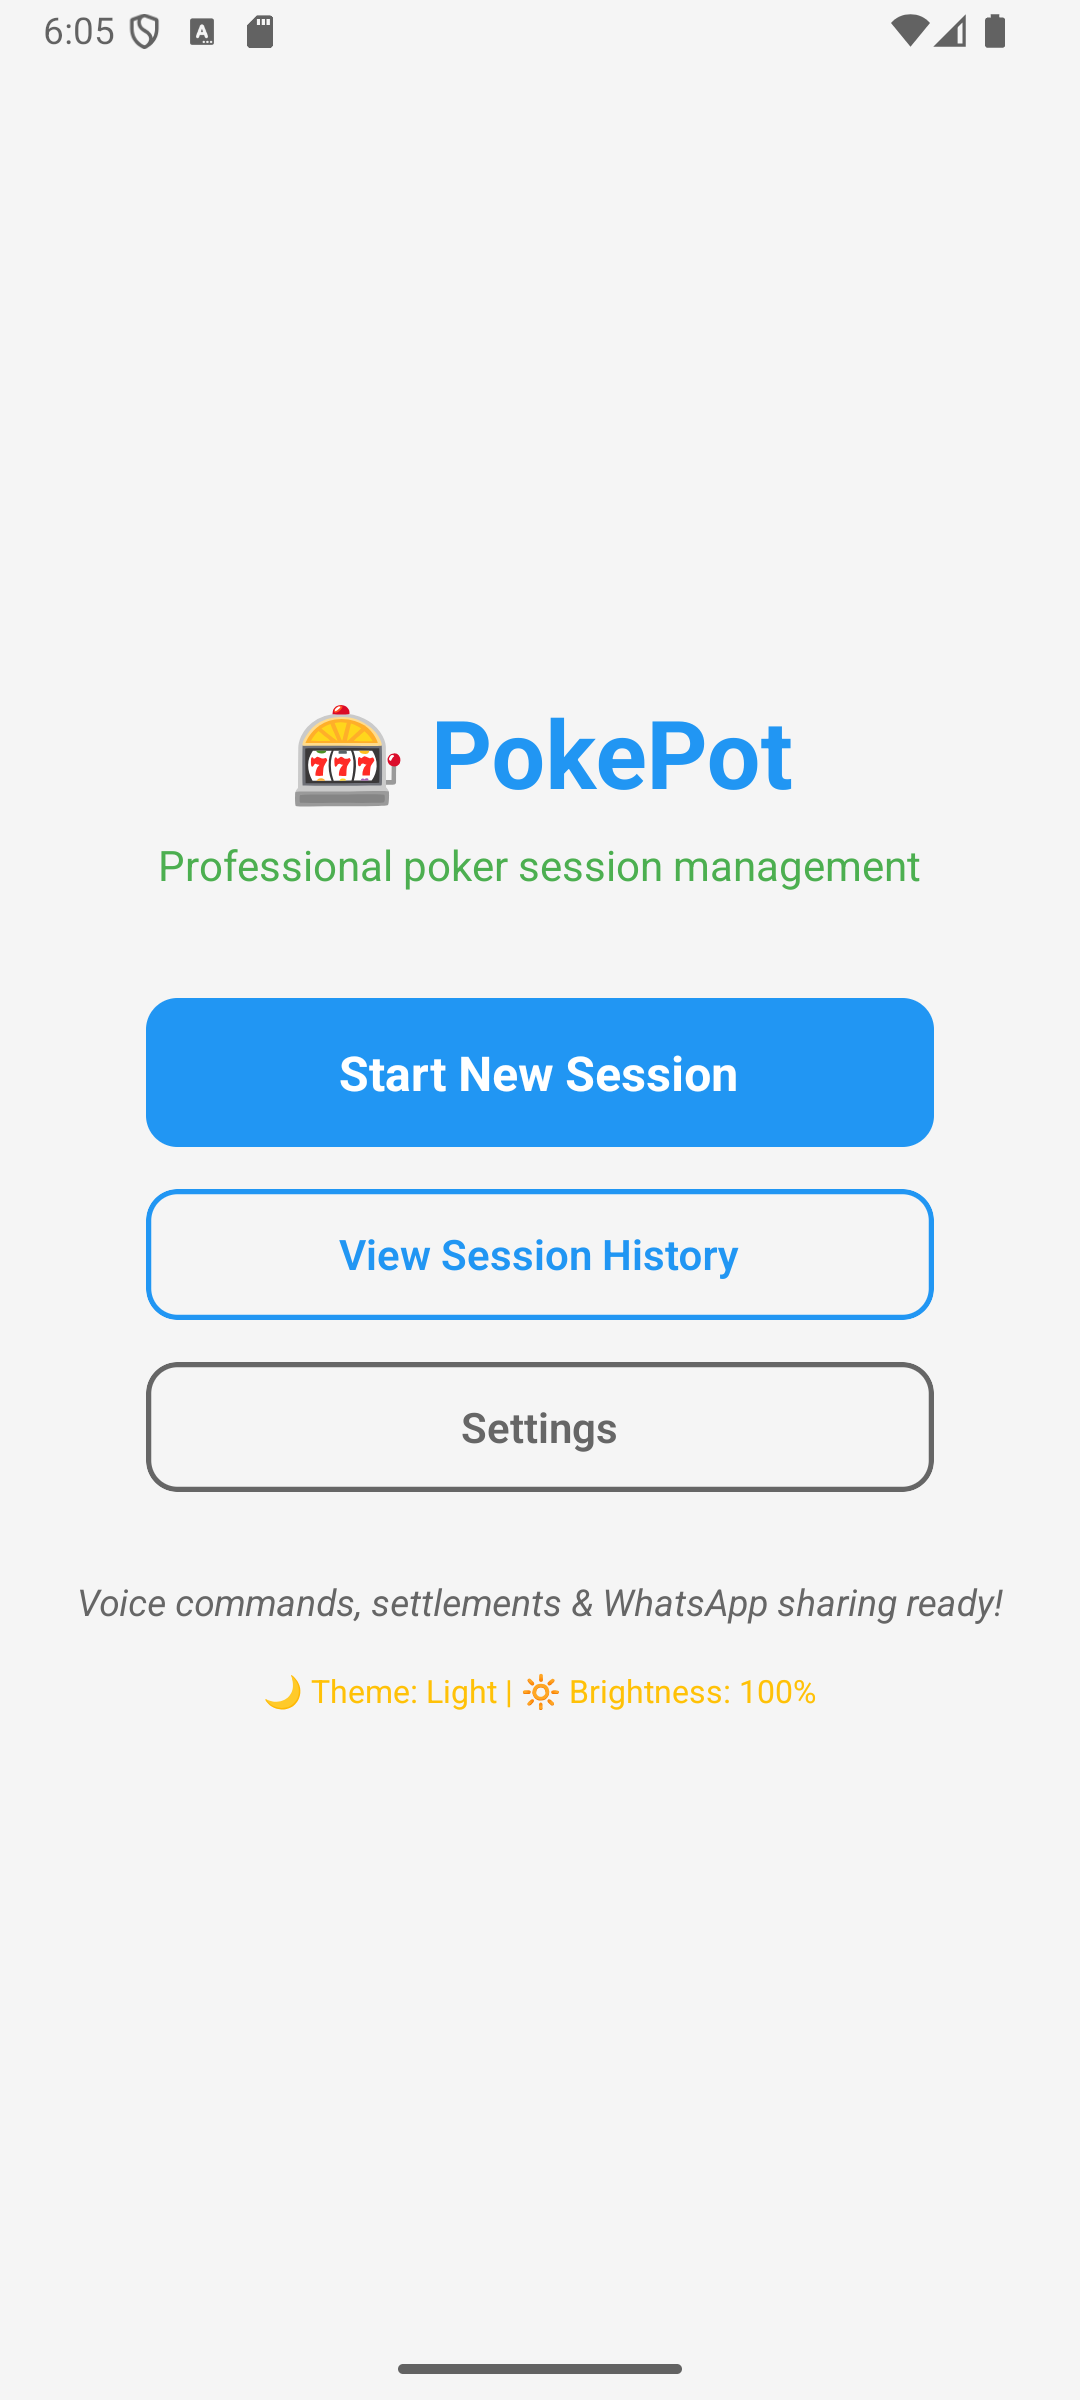 6:05
PokePot
Professional poker session management
Start New Session
View Session History
Settings
Voice commands, settlements & WhatsApp sharing ready!
🌙 Theme: Light | 🔆 Brightness: 100%